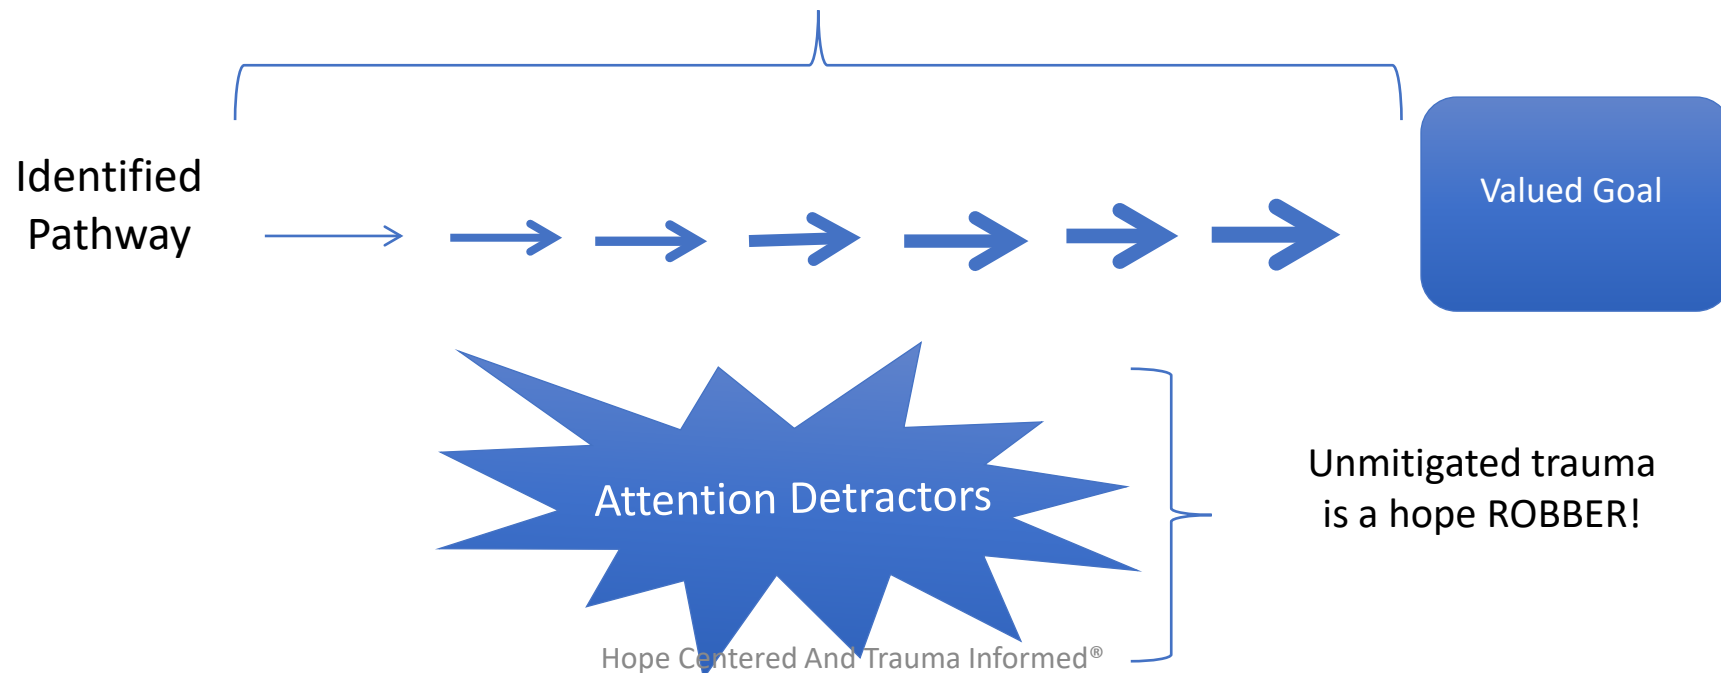 Identified
Pathway
Valued Goal
Attention Detractors
Unmitigated trauma
is a hope ROBBER!
Hope Centered And Trauma Informed®